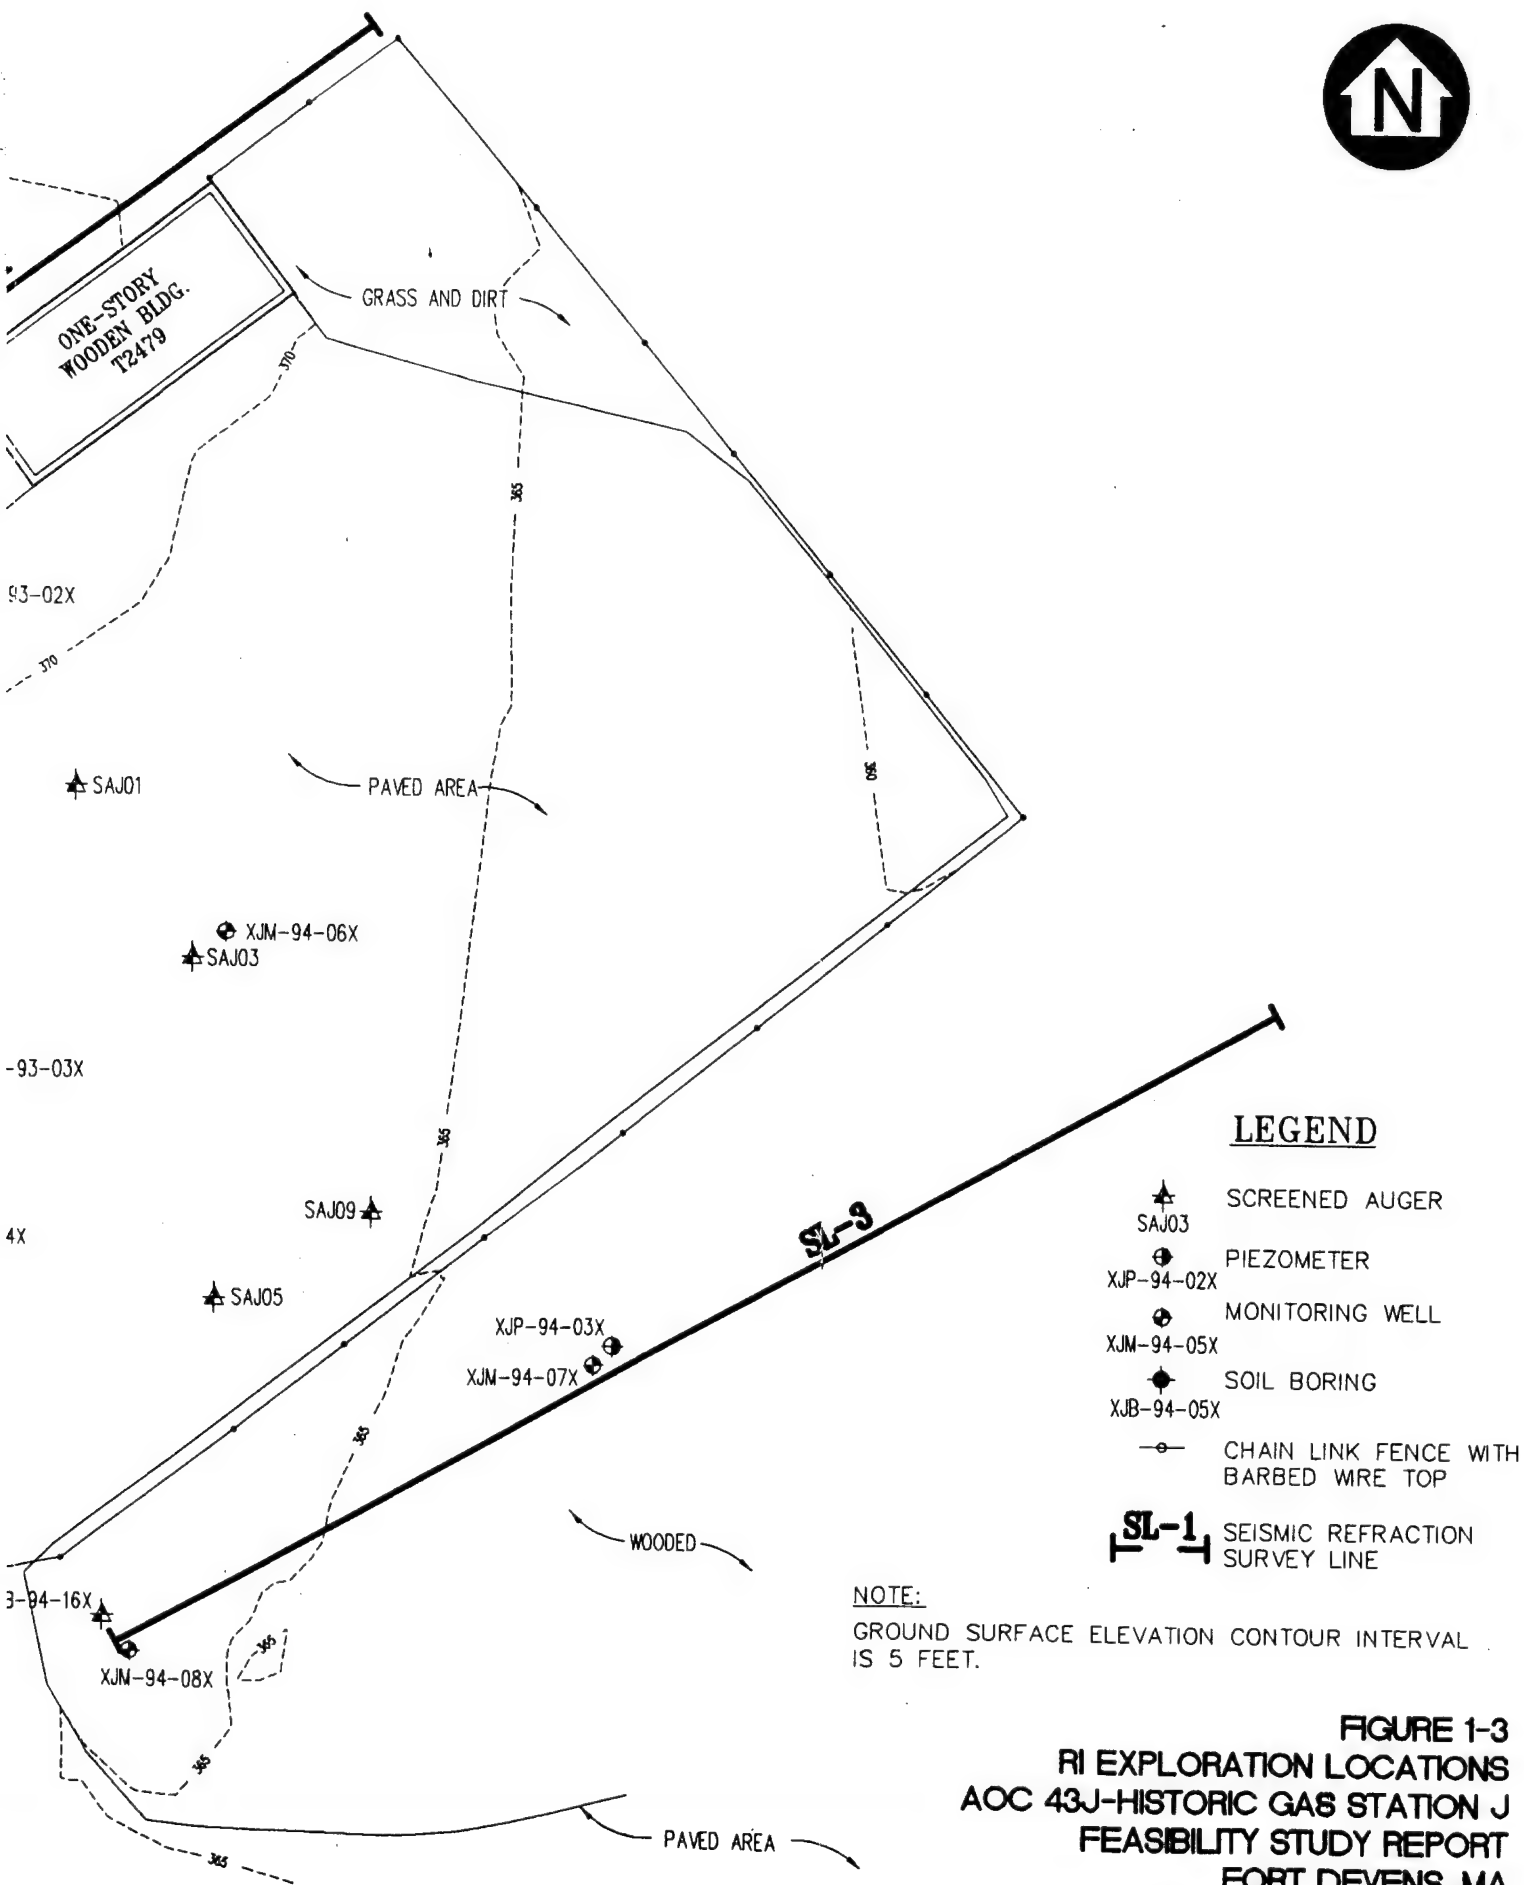 N
ONE-STORY
WOODEN BLDG.
T2479
GRASS AND DIRT
370
365
93-02X
370
360
SAJ01
PAVED AREA
XJM-94-06X
SAJ03
-93-03X
365
LEGEND
SCREENED AUGER
SAJ03
PIEZOMETER
XJP-94-02X
MONITORING WELL
XJM-94-05X
SOIL BORING
XJB-94-05X
CHAIN LINK FENCE WITH
BARBED WIRE TOP
SL-1
SEISMIC REFRACTION
SURVEY LINE
SAJ09
SL-3
4X
SAJ05
XJP-94-03X
XJM-94-07X
365
WOODED
-94-16X
365
XJM-94-08X
NOTE:
GROUND SURFACE ELEVATION CONTOUR INTERVAL
IS 5 FEET.
365
PAVED AREA
365
FIGURE 1-3
RI EXPLORATION LOCATIONS
AOC 43J-HISTORIC GAS STATION J
FEASIBILITY STUDY REPORT
FORT DEVENS, MA